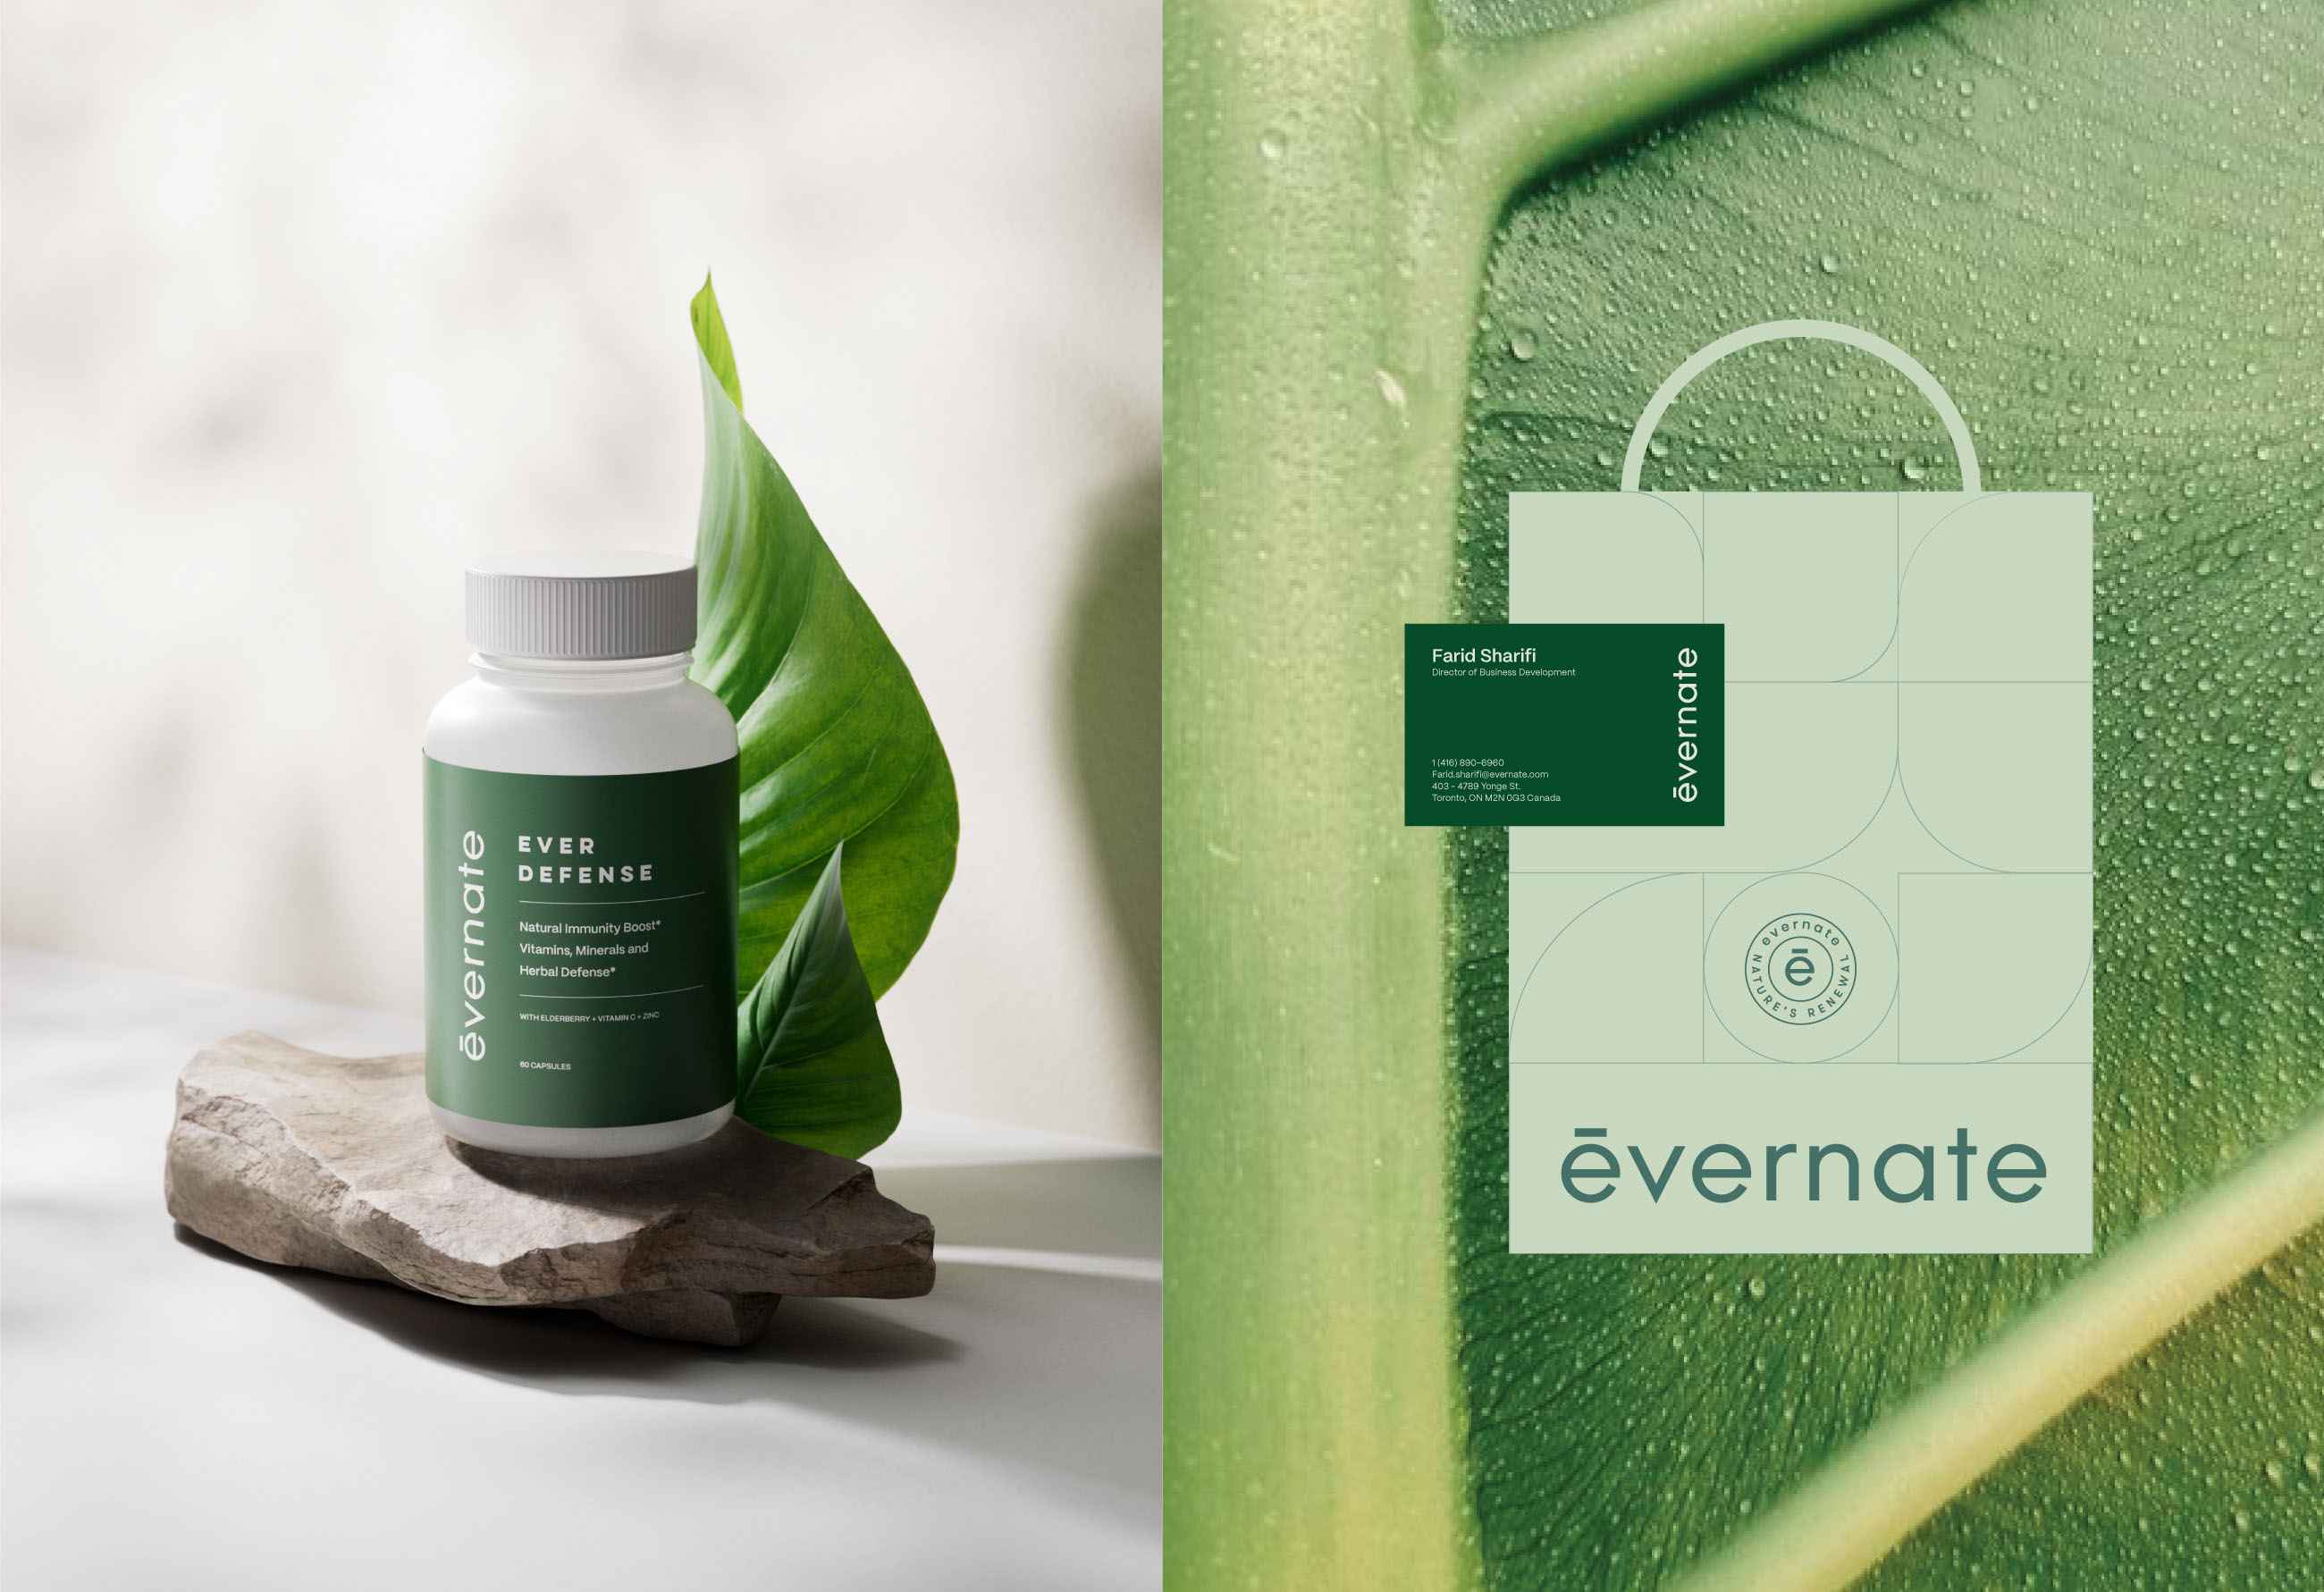 ēvernate
EVER
DEFENSE
Natural Immunity Boost*
Vitamins, Minerals and
Herbal Defense*
WITH ELDERBERRY + VITAMIN C + ZINC
60 CAPSULES
Farid Sharifi
Director of Business Development
1 (416) 890-6960
Farid.sharifi@evernate.com
403 - 4789 Yonge St.
Toronto, ON M2N 0G3 Canada
ēvernate
evernate
ē
NATURE'S RENEWAL
ēvernate